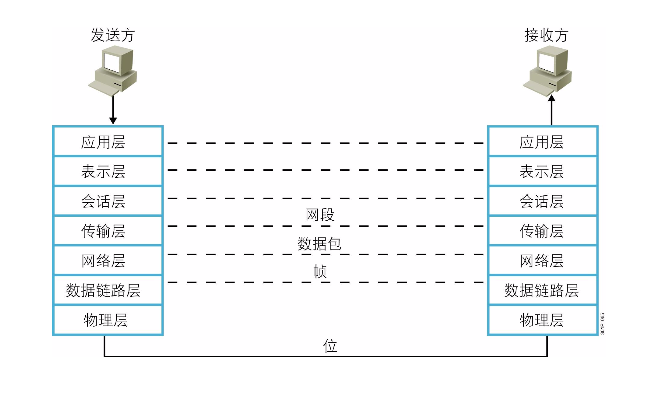 发送方
接收方
应用层
应用层
表示层
表示层
会话层
会话层
网段
传输层
传输层
数据包
网络层
网络层
帧
数据链路层
数据链路层
物理层
物理层
位